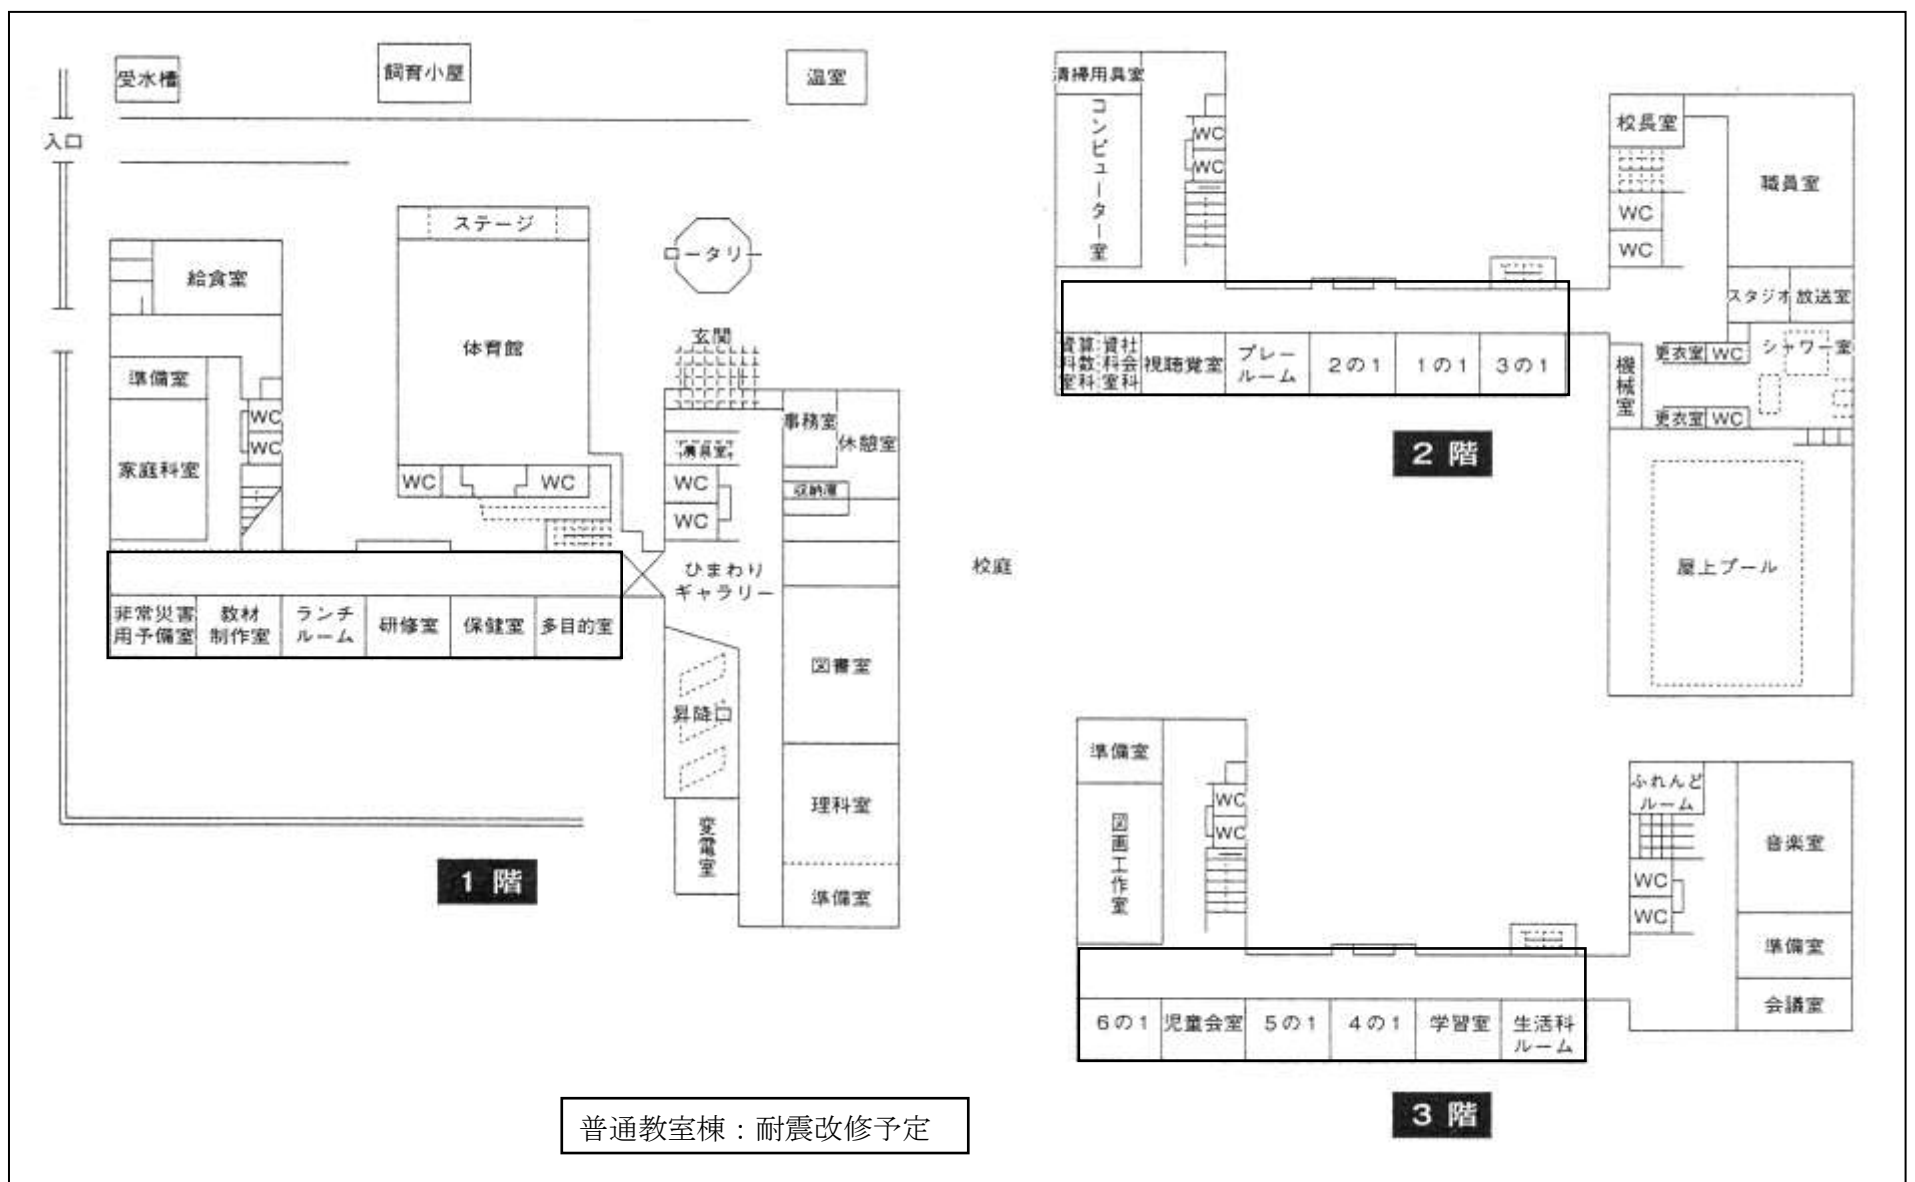 受水槽
飼育小屋
温室
入口
ステージ
ロータリー
給食室
体育館
玄関
準備室
事務室
休憩室
WC
WC
家庭科室
WC
WC
WC
収納庫
WC
ひまわり
ギャラリー
校庭
非常災害
用予備室
教材
制作室
ランチ
ルーム
研修室
保健室
多目的室
図書室
昇降口
理科室
変電室
準備室
1 階
清掃用具室
コンピューター室
WC
WC
校長室
職員室
WC
WC
スタジオ
放送室
算数科
資料室
社会科
資料室
視聴覚室
プレー
ルーム
2の1
1の1
3の1
機械室
更衣室
WC
シャワー室
更衣室
WC
2 階
屋上プール
準備室
図画工作室
WC
WC
ふれんど
ルーム
音楽室
WC
WC
準備室
会議室
6の1
児童会室
5の1
4の1
学習室
生活科
ルーム
3 階
普通教室棟：耐震改修予定